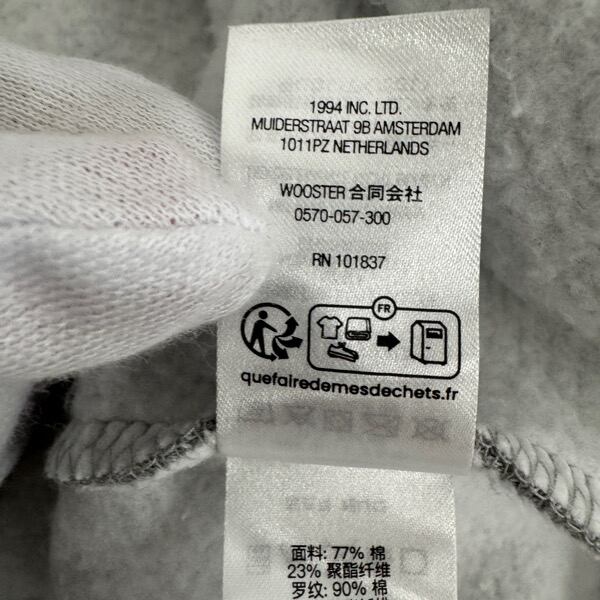 1994 INC. LTD.
MUIDERSTRAAT 9B AMSTERDAM
1011PZ NETHERLANDS
WOOSTER 合同会社
0570-057-300
RN 101837
FR
quefairedemesdechets.fr
面料: 77% 棉
23% 聚酯纤维
罗纹: 90% 棉